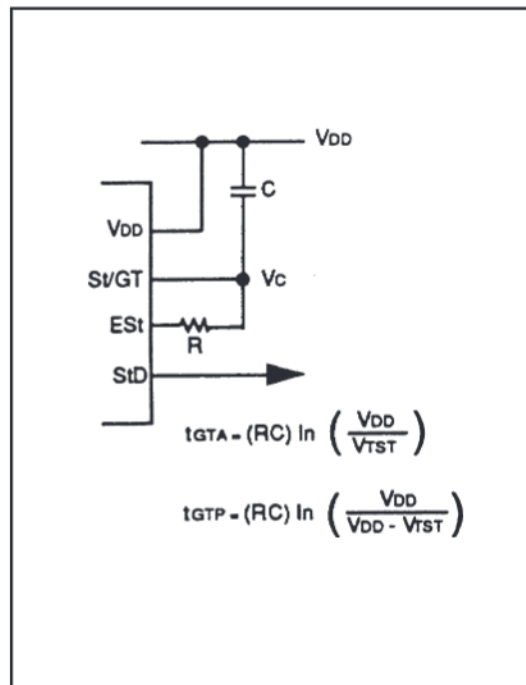 VDD
C
VDD
St/GT
VC
ESt
R
StD
tGTA = (RC) ln ( VDD / VTST )
tGTP = (RC) ln ( VDD / VDD - VTST )